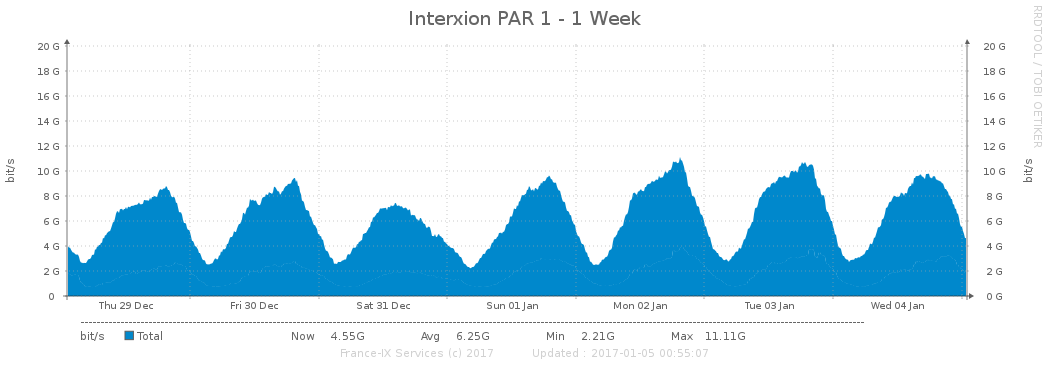 Interxion PAR 1 - 1 Week
RRDTOOL / TOBI OETIKER
20 G 20 G
18 G 18 G
16 G 16 G
14 G 14 G
12 G 12 G
10 G 10 G
8 G 8 G
6 G 6 G
4 G 4 G
2 G 2 G
0 0 G
bit/s bit/s
Thu 29 Dec Fri 30 Dec Sat 31 Dec Sun 01 Jan Mon 02 Jan Tue 03 Jan Wed 04 Jan
bit/s Total Now 4.55G Avg 6.25G Min 2.21G Max 11.11G
France-IX Services (c) 2017 Updated : 2017-01-05 00:55:07